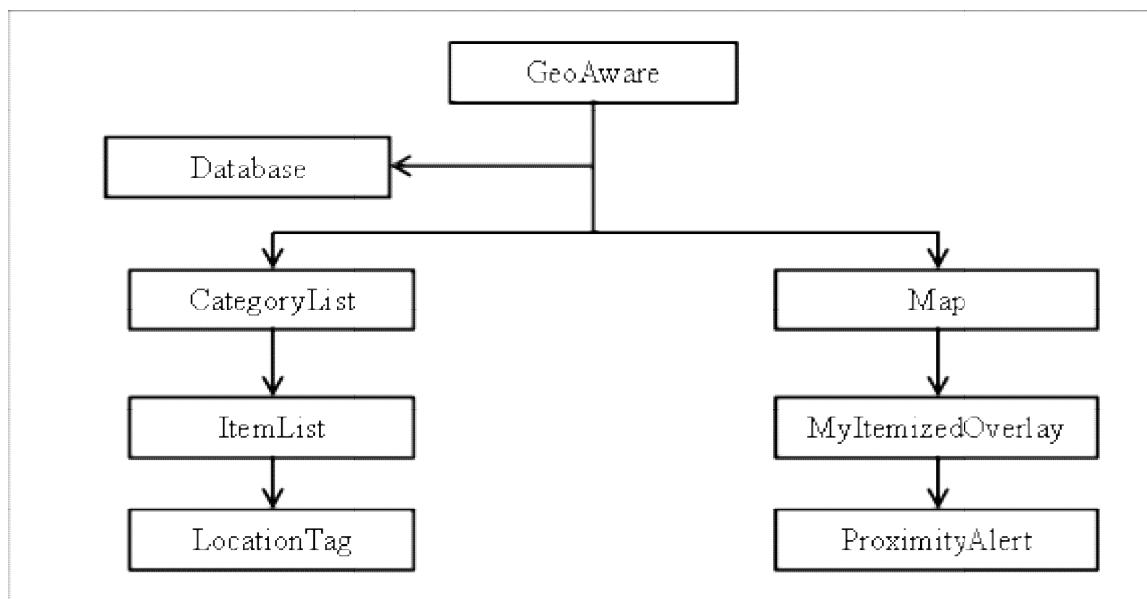 GeoAware
Database
CategoryList
Map
ItemList
MyItemizedOverlay
LocationTag
ProximityAlert